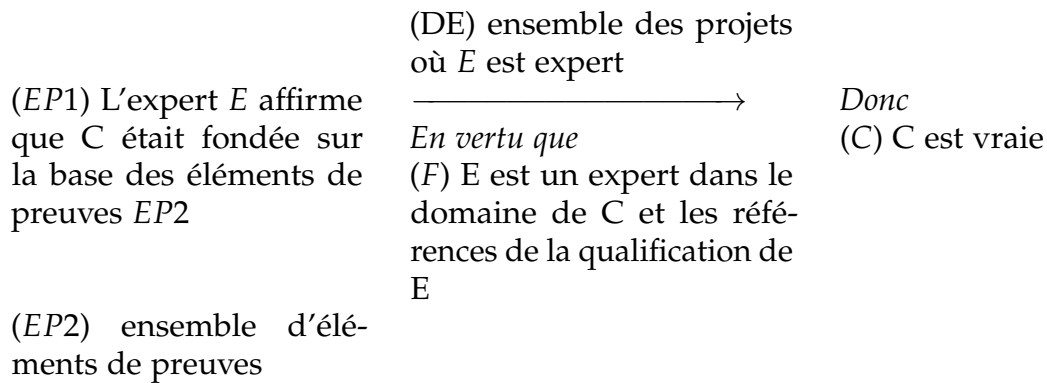 (DE) ensemble des projets
où E est expert
(EP1) L'expert E affirme
que C était fondée sur
la base des éléments de
preuves EP2
En vertu que
(F) E est un expert dans le
domaine de C et les réfé-
rences de la qualification de
E
Donc
(C) C est vraie
(EP2) ensemble d'élé-
ments de preuves